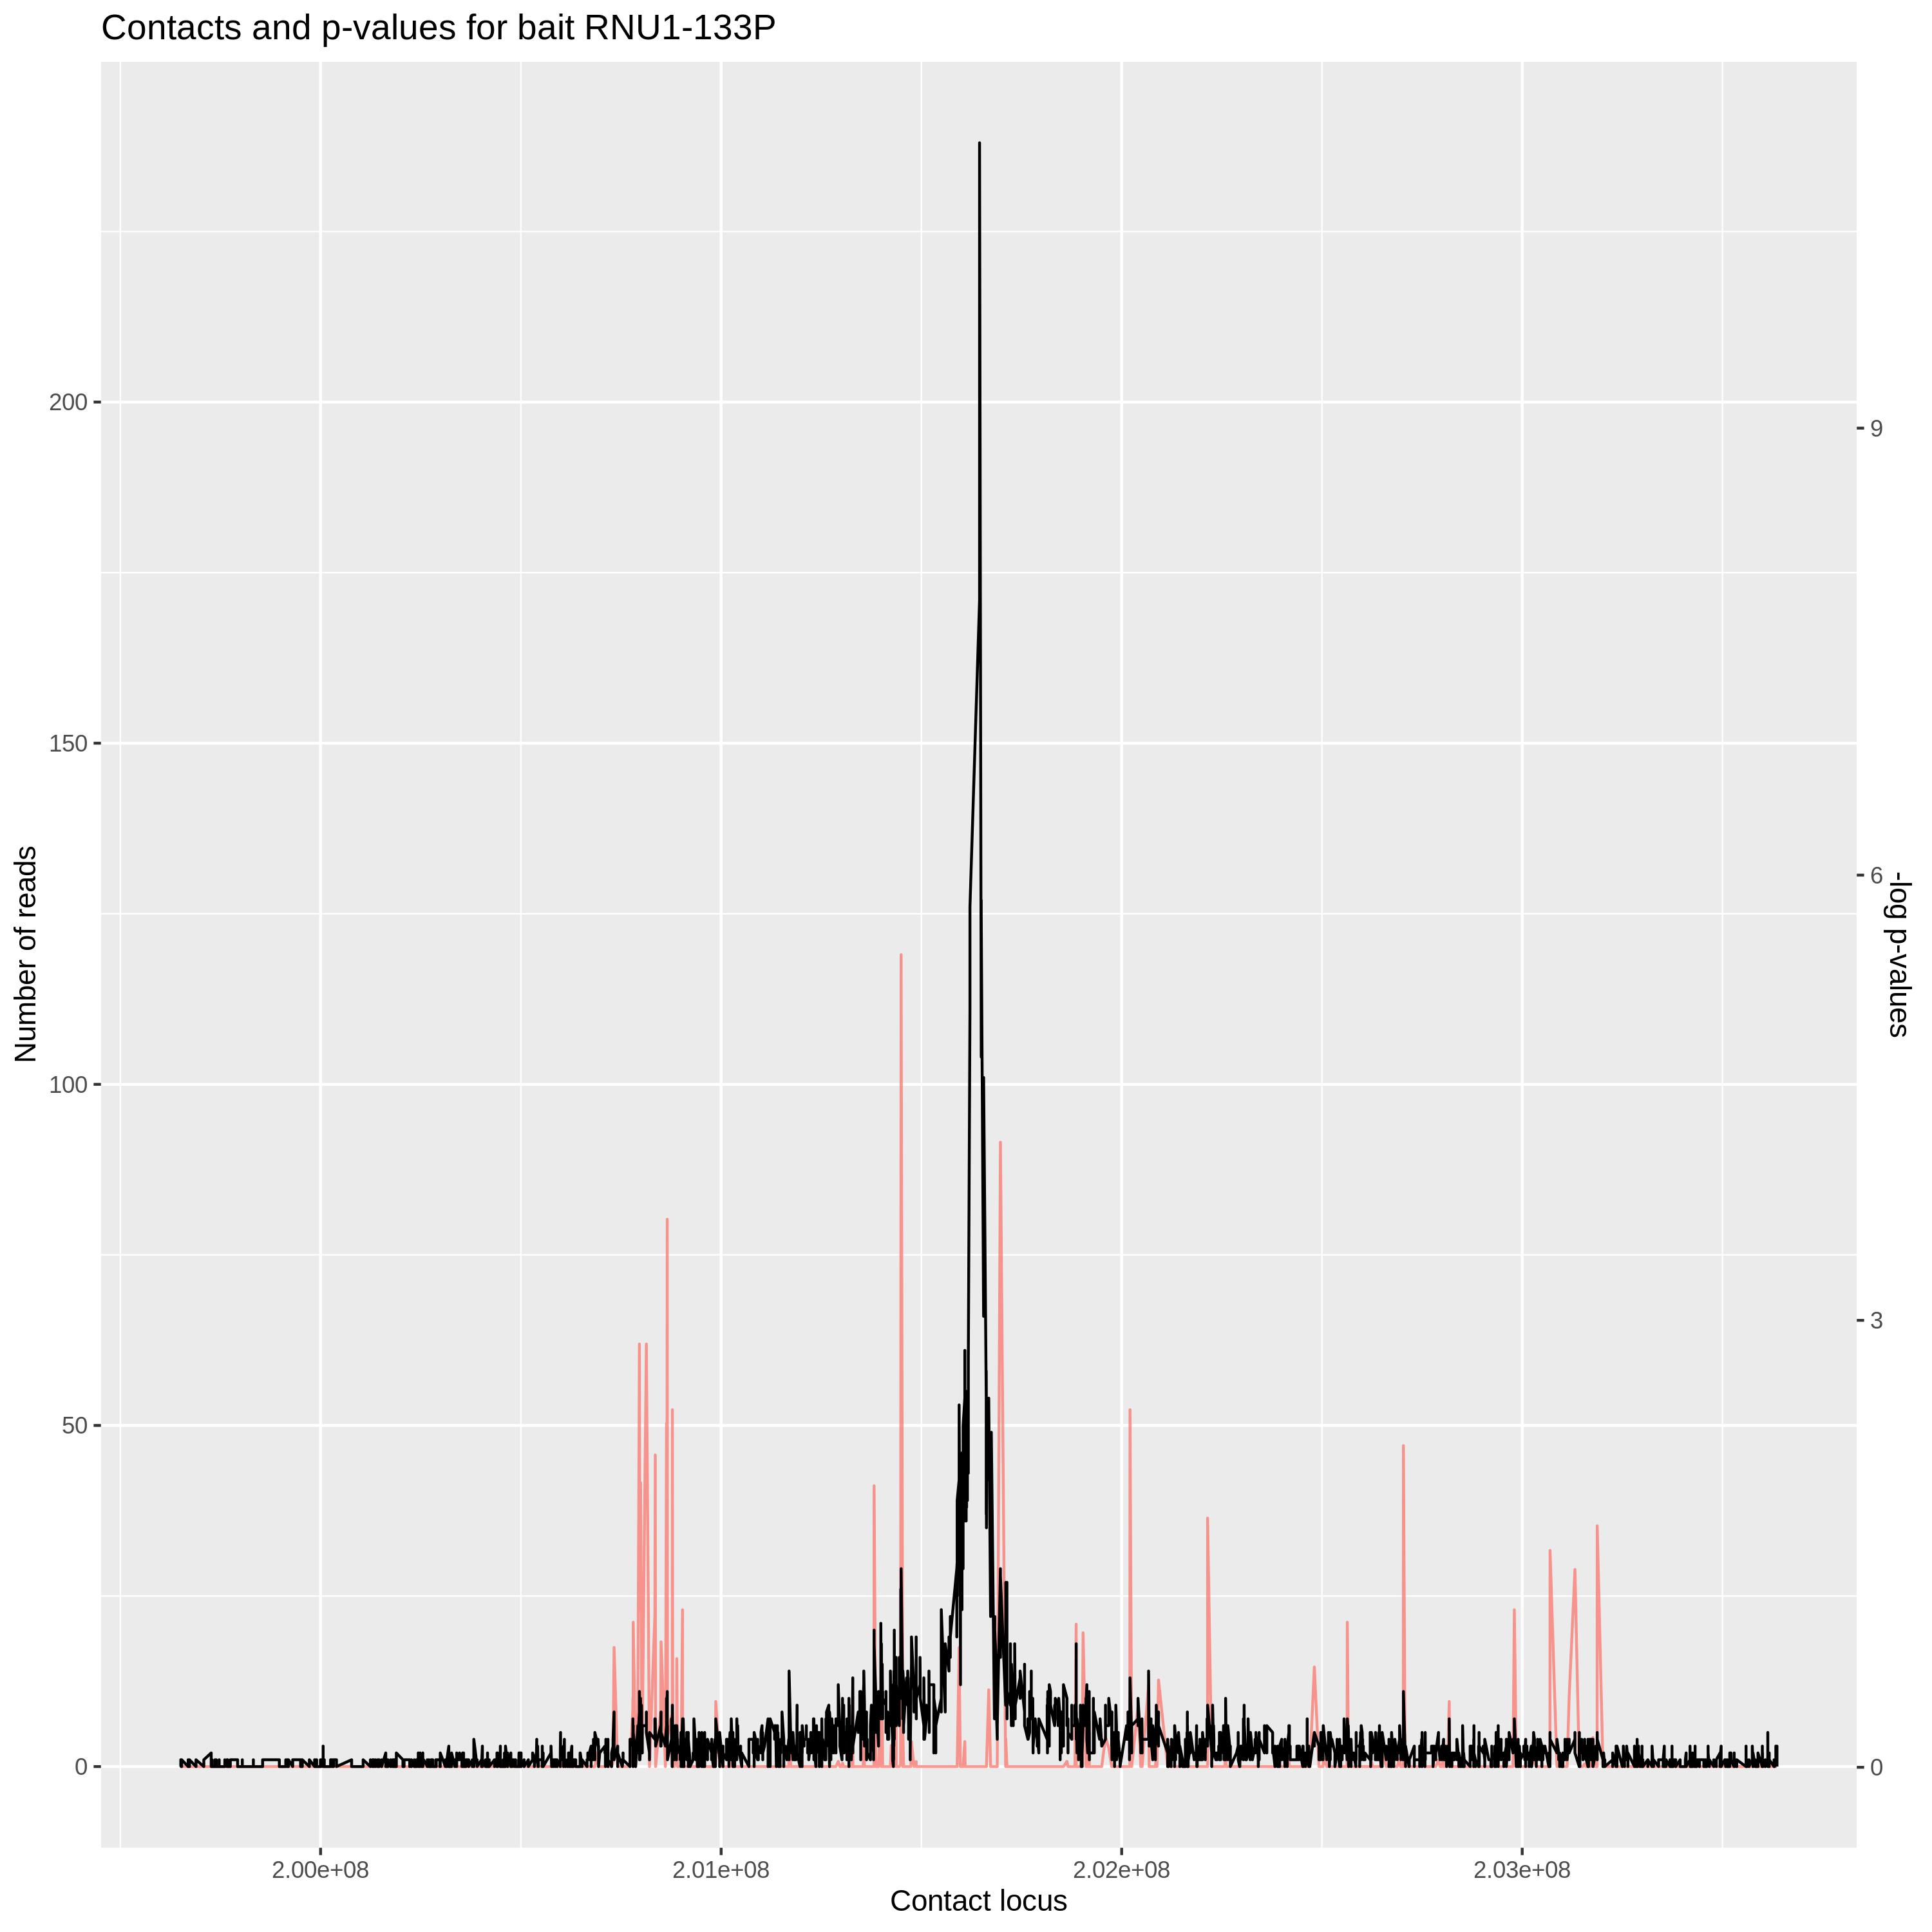 Contacts and p-values for bait RNU1-133P
Number of reads
200
150
100
50
0
9
6
3
0
-log p-values
2.00e+08
2.01e+08
2.02e+08
2.03e+08
Contact locus